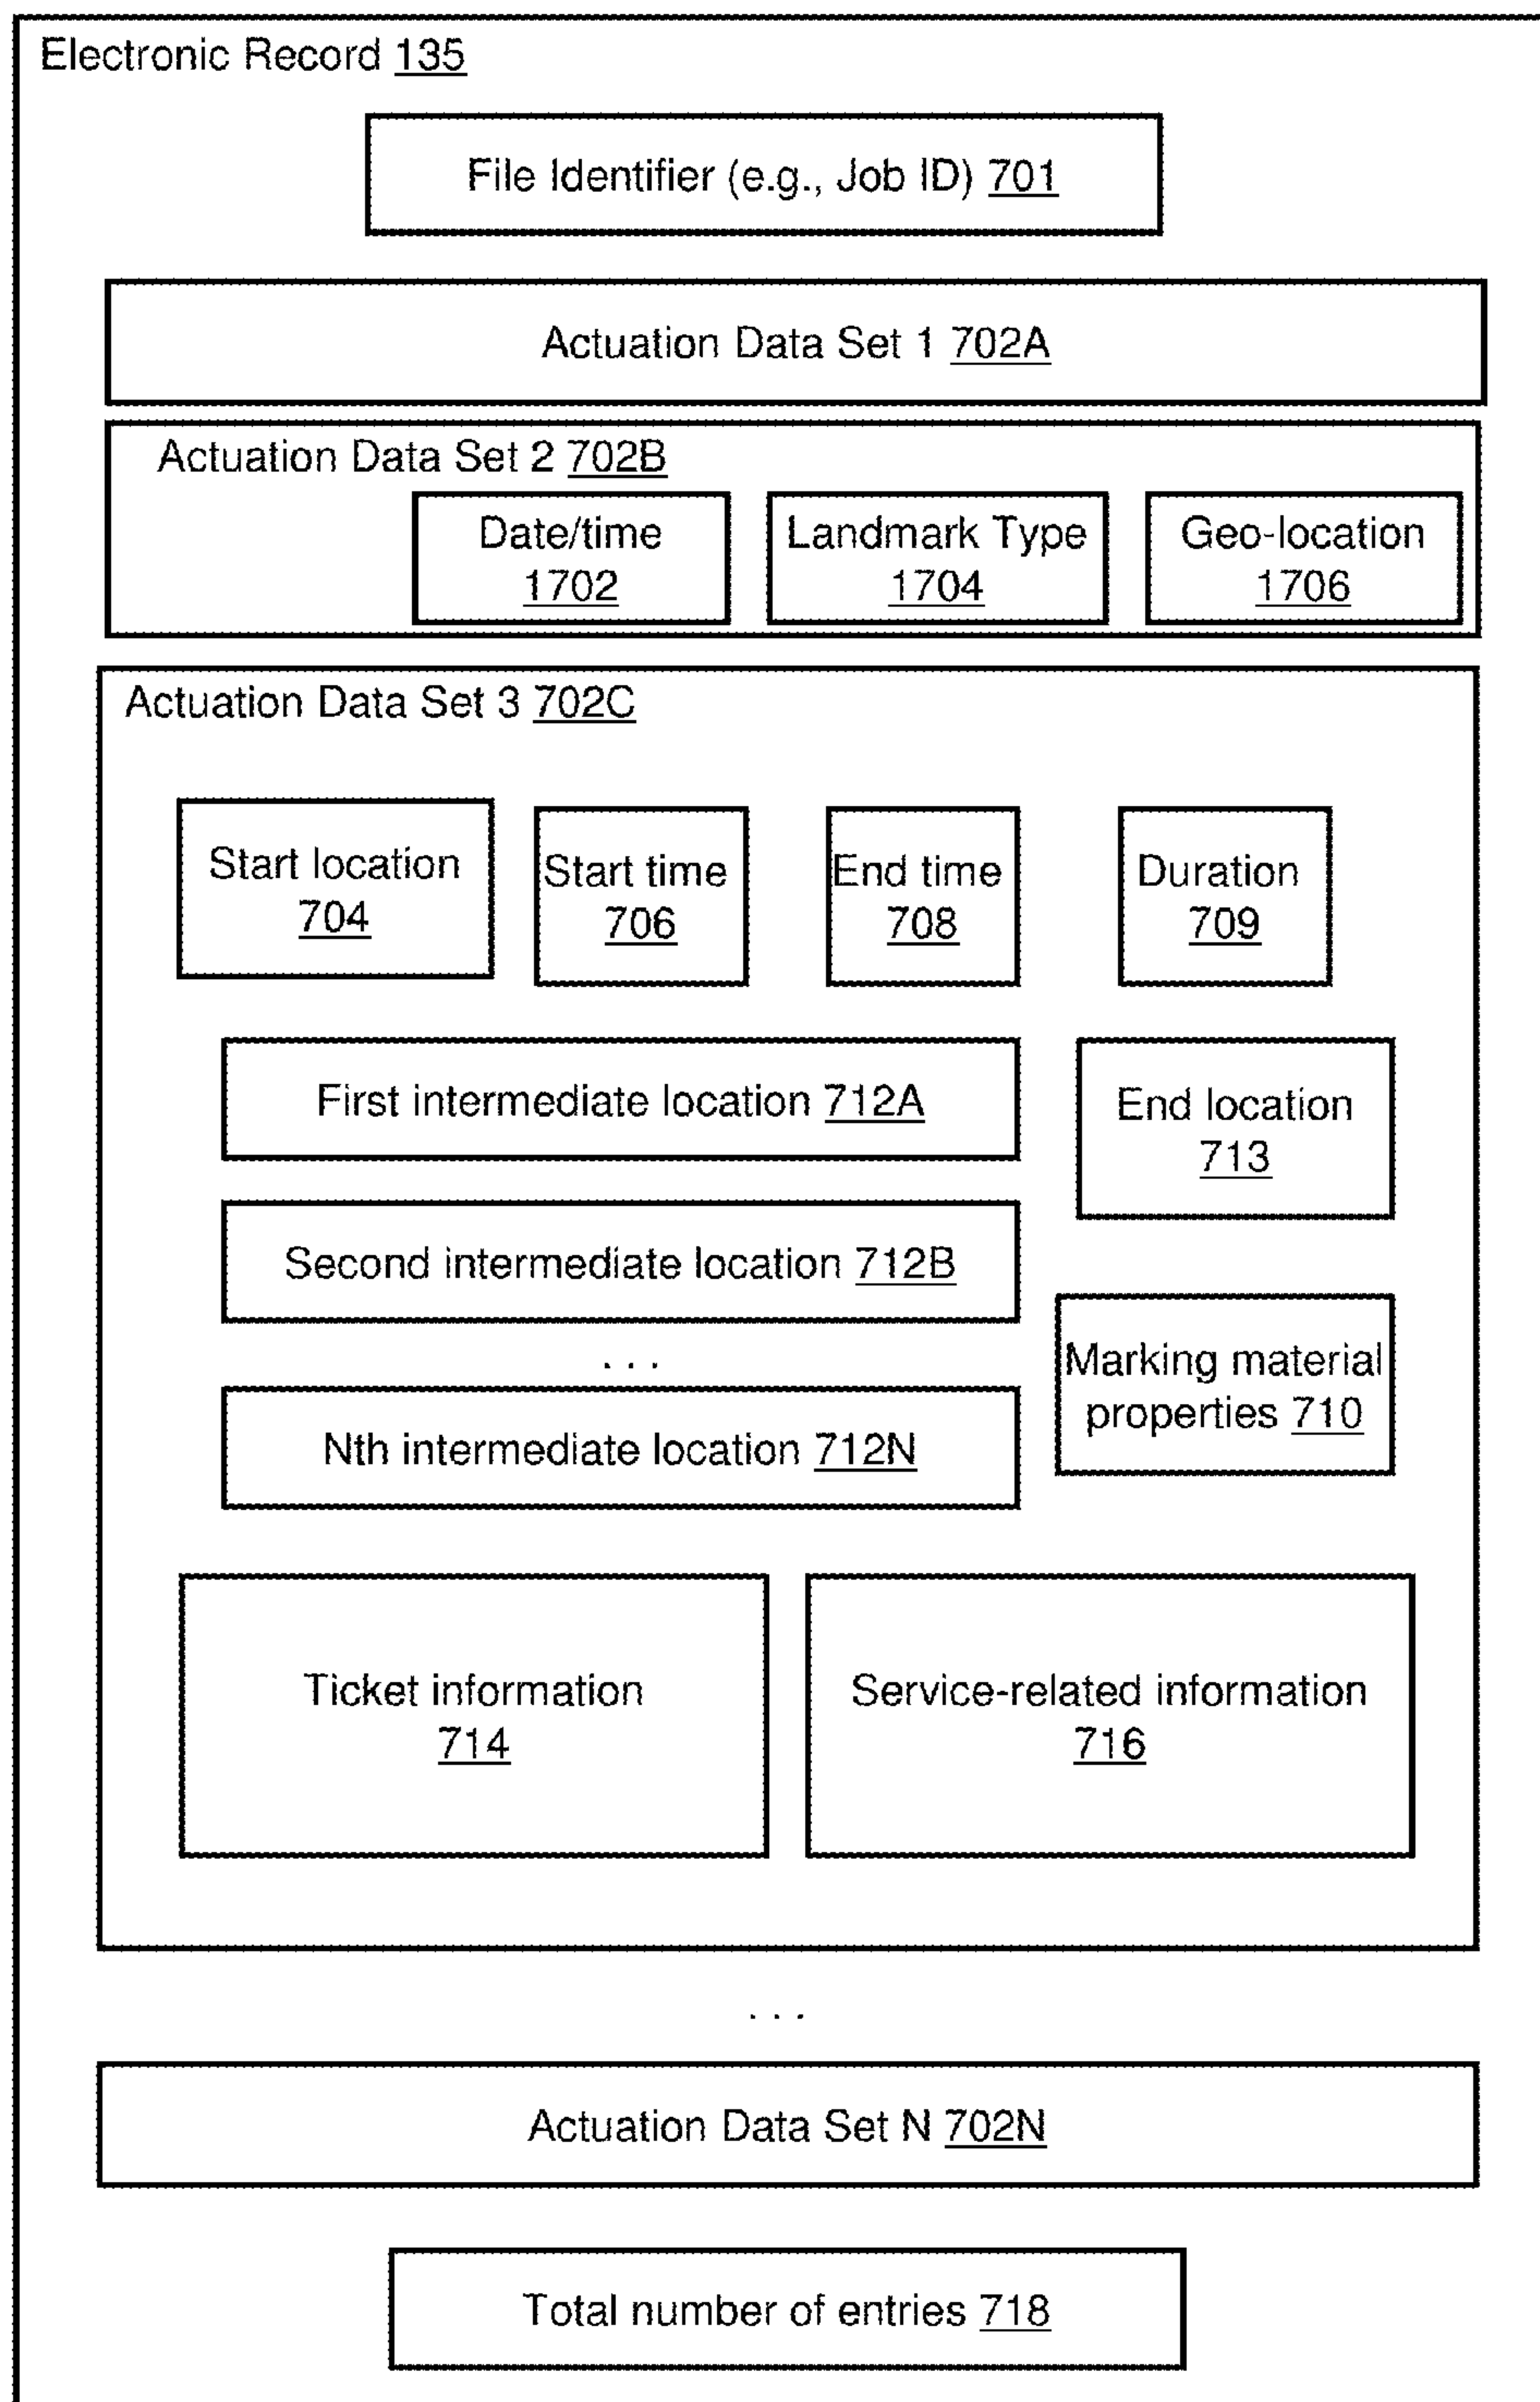 Electronic Record 135
File Identifier (e.g., Job ID) 701
Actuation Data Set 1 702A
Actuation Data Set 2 702B
Date/time
1702
Landmark Type
1704
Geo-location
1706
Actuation Data Set 3 702C
Start location
704
Start time
706
End time
708
Duration
709
First intermediate location 712A
End location
713
Second intermediate location 712B
. . .
Marking material
properties 710
Nth intermediate location 712N
Ticket information
714
Service-related information
716
. . .
Actuation Data Set N 702N
Total number of entries 718